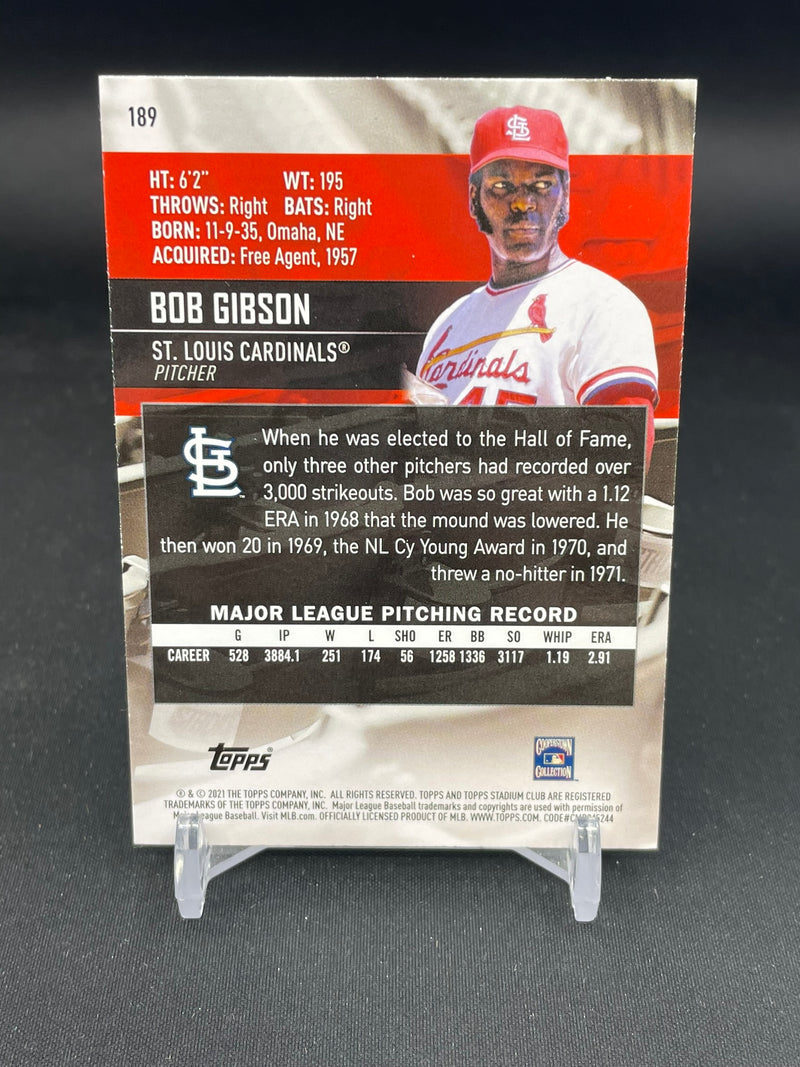 189
HT: 6'2" WT: 195
THROWS: Right BATS: Right
BORN: 11-9-35, Omaha, NE
ACQUIRED: Free Agent, 1957
BOB GIBSON
ST. LOUIS CARDINALS®
PITCHER
STL
Cardinals
45
STL
When he was elected to the Hall of Fame,
only three other pitchers had recorded over
3,000 strikeouts. Bob was so great with a 1.12
ERA in 1968 that the mound was lowered. He
then won 20 in 1969, the NL Cy Young Award in 1970, and
threw a no-hitter in 1971.
MAJOR LEAGUE PITCHING RECORD
G IP W L SHO ER BB SO WHIP ERA
CAREER 528 3884.1 251 174 56 1258 1336 3117 1.19 2.91
topps®
COOPERSTOWN
COLLECTION
® & © 2021 THE TOPPS COMPANY, INC. ALL RIGHTS RESERVED. TOPPS AND TOPPS STADIUM CLUB ARE REGISTERED
TRADEMARKS OF THE TOPPS COMPANY, INC. Major League Baseball trademarks and copyrights are used with permission of
Major League Baseball. Visit MLB.com. OFFICIALLY LICENSED PRODUCT OF MLB. WWW.TOPPS.COM.